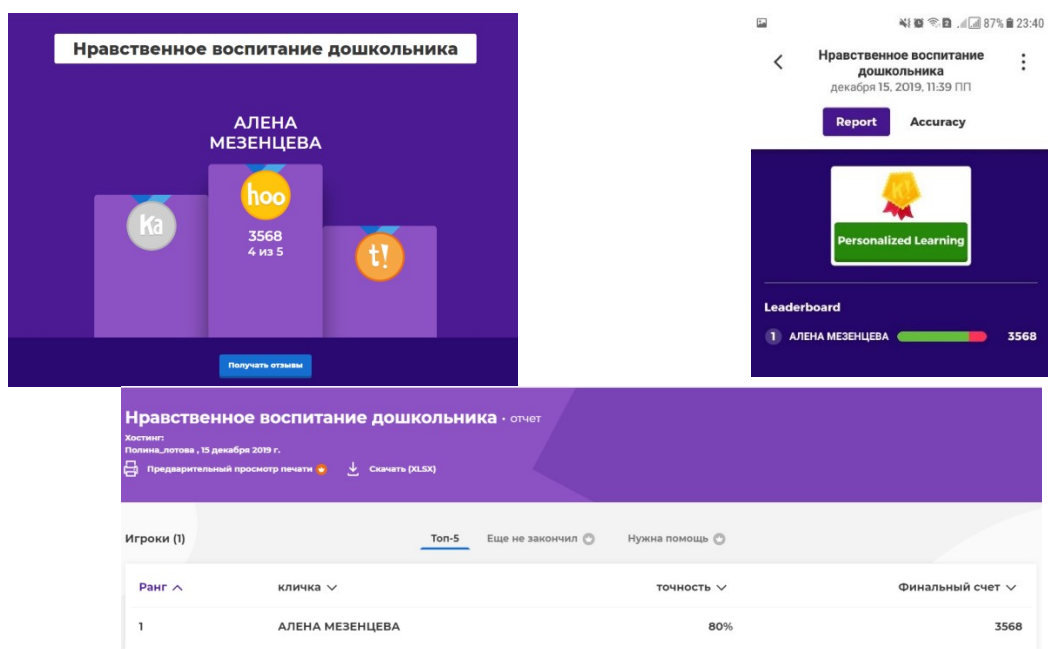 Нравственное воспитание дошкольника
АЛЕНА
МЕЗЕНЦЕВА
Ka
hoo
3568
4 из 5
t!
Получать отзывы
87% 23:40
Нравственное воспитание
дошкольника
декабря 15, 2019, 11:39 ПП
Report Accuracy
K!
Personalized Learning
Leaderboard
1 АЛЕНА МЕЗЕНЦЕВА 3568
Нравственное воспитание дошкольника · отчет
Хостинг:
Полина_лотова , 15 декабря 2019 г.
Предварительный просмотр печати Скачать (XLSX)
Игроки (1) Топ-5 Еще не закончил Нужна помощь
Ранг кличка точность Финальный счет
1 АЛЕНА МЕЗЕНЦЕВА 80% 3568